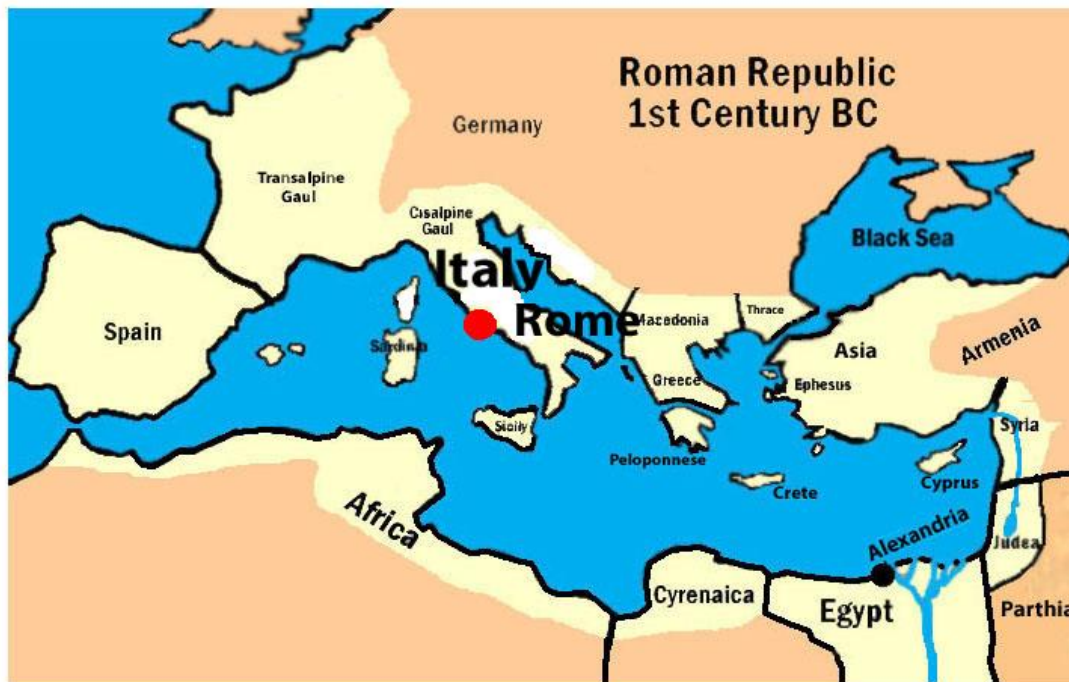 Roman Republic
1st Century BC
Germany
Transalpine
Gaul
Cisalpine
Gaul
Black Sea
Italy
Rome
Spain
Sardinia
Macedonia
Thrace
Asia
Armenia
Greece
Ephesus
Sicily
Syria
Peloponnese
Crete
Cyprus
Africa
Alexandria
Judea
Cyrenaica
Egypt
Parthia